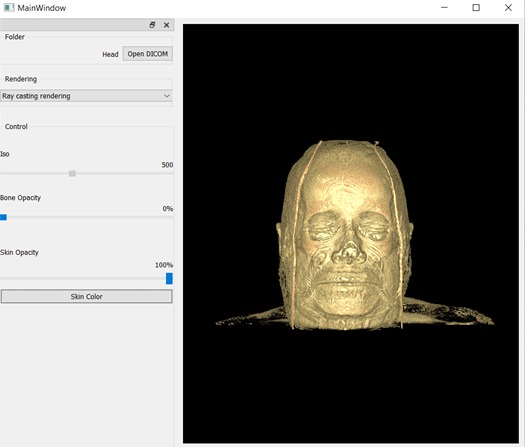 MainWindow
Folder
Head Open DICOM
Rendering
Ray casting rendering
Control
Iso
500
Bone Opacity
0%
Skin Opacity
100%
Skin Color